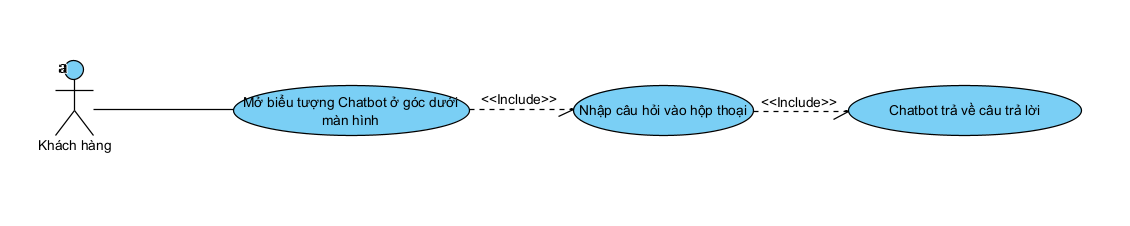 a
Khách hàng
Mở biểu tượng Chatbot ở góc dưới
màn hình
<<Include>>
Nhập câu hỏi vào hộp thoại
<<Include>>
Chatbot trả về câu trả lời